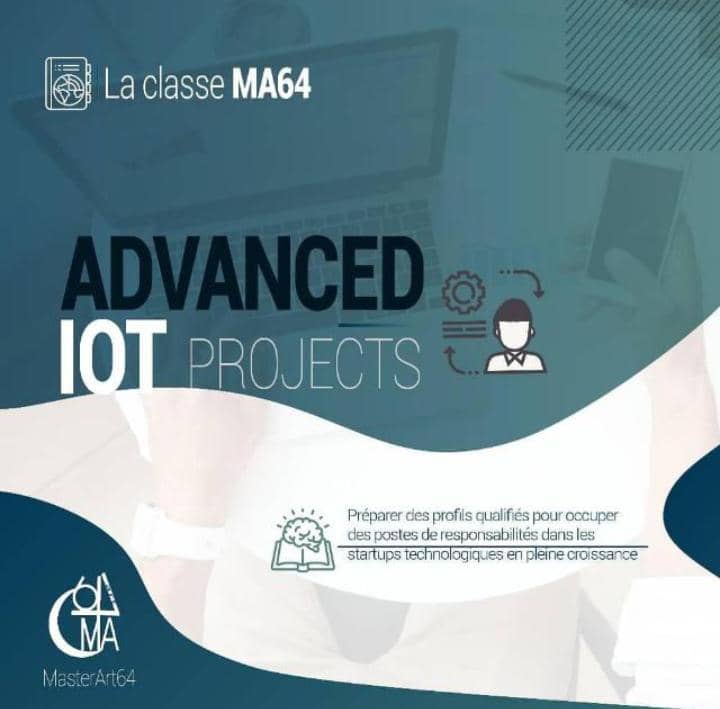 La classe MA64
ADVANCED
IOT PROJECTS
Préparer des profils qualifiés pour occuper
des postes de responsabilités dans les
startups technologiques en pleine croissance
64
MA
MasterArt64